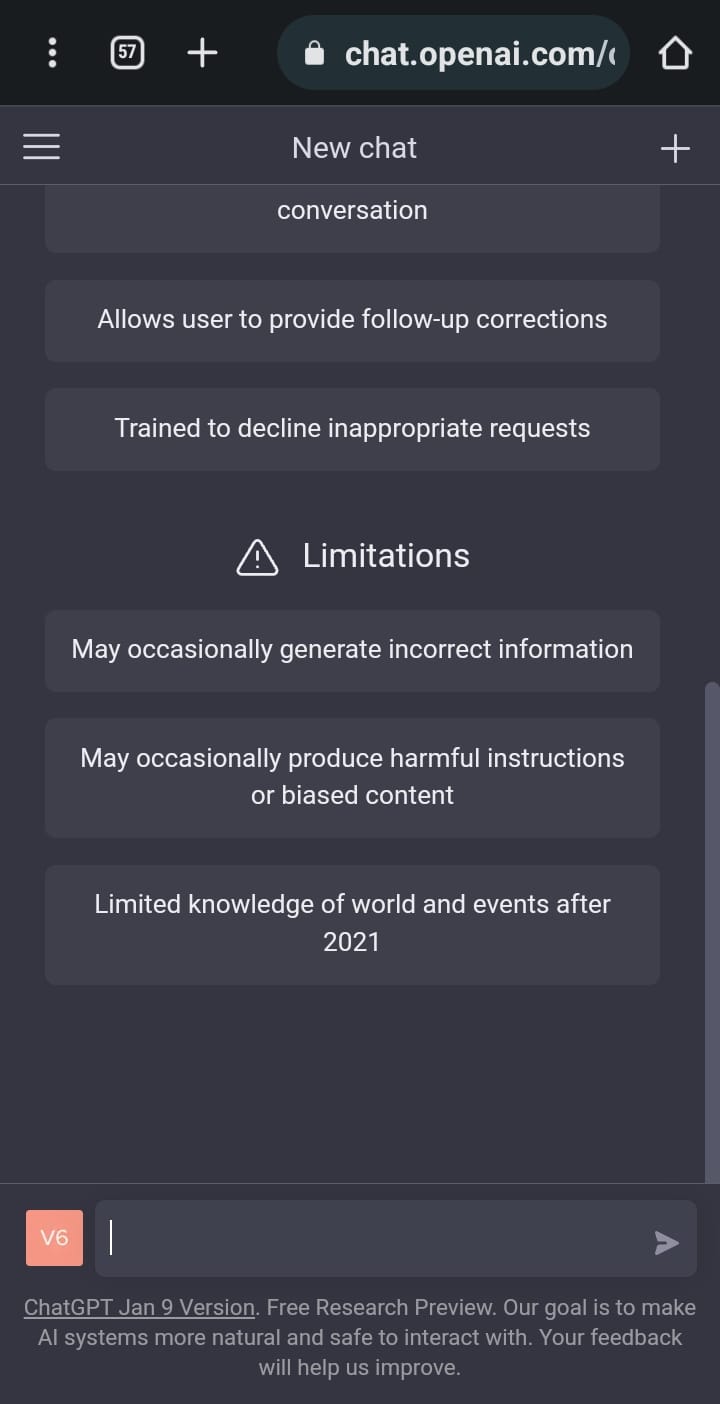 57
chat.openai.com/
New chat
conversation
Allows user to provide follow-up corrections
Trained to decline inappropriate requests
Limitations
May occasionally generate incorrect information
May occasionally produce harmful instructions
or biased content
Limited knowledge of world and events after
2021
V6
ChatGPT Jan 9 Version. Free Research Preview. Our goal is to make
AI systems more natural and safe to interact with. Your feedback
will help us improve.